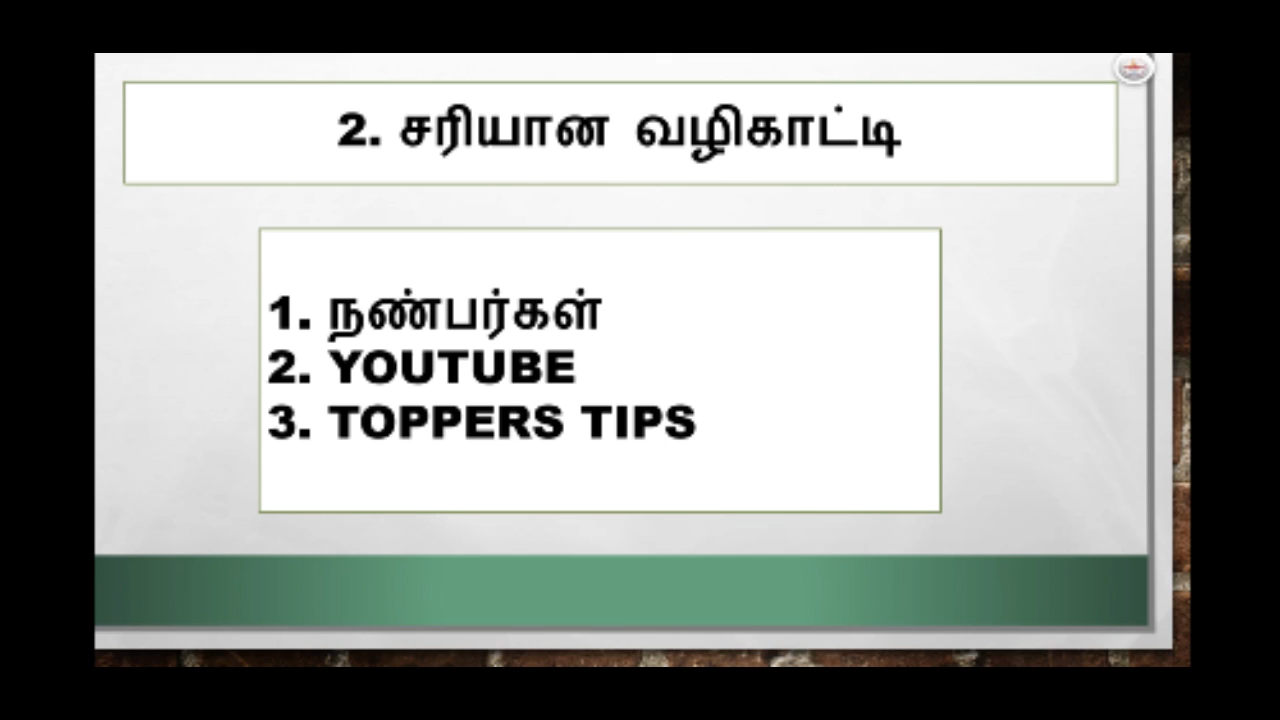 2. சரியான வழிகாட்டி
1. நண்பர்கள்
2. YOUTUBE
3. TOPPERS TIPS